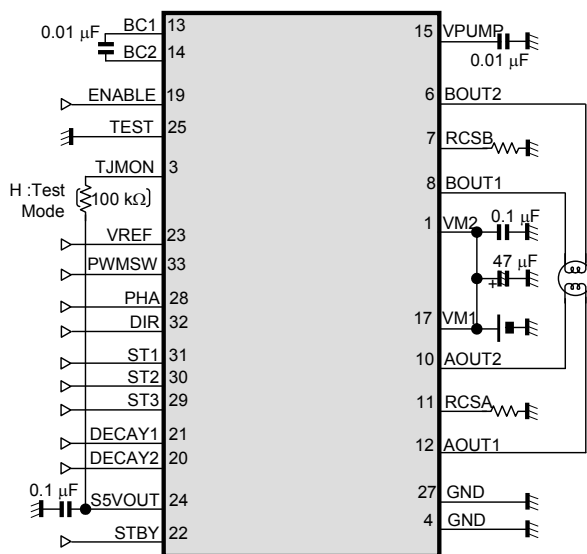 BC1 13
0.01 μF
BC2 14
ENABLE 19
TEST 25
TJMON 3
H :Test
Mode
100 kΩ
VREF 23
PWMSW 33
PHA 28
DIR 32
ST1 31
ST2 30
ST3 29
DECAY1 21
DECAY2 20
0.1 μF
S5VOUT 24
STBY 22
15 VPUMP
0.01 μF
6 BOUT2
7 RCSB
8 BOUT1
1 VM2
0.1 μF
47 μF
+
17 VM1
10 AOUT2
11 RCSA
12 AOUT1
27 GND
4 GND